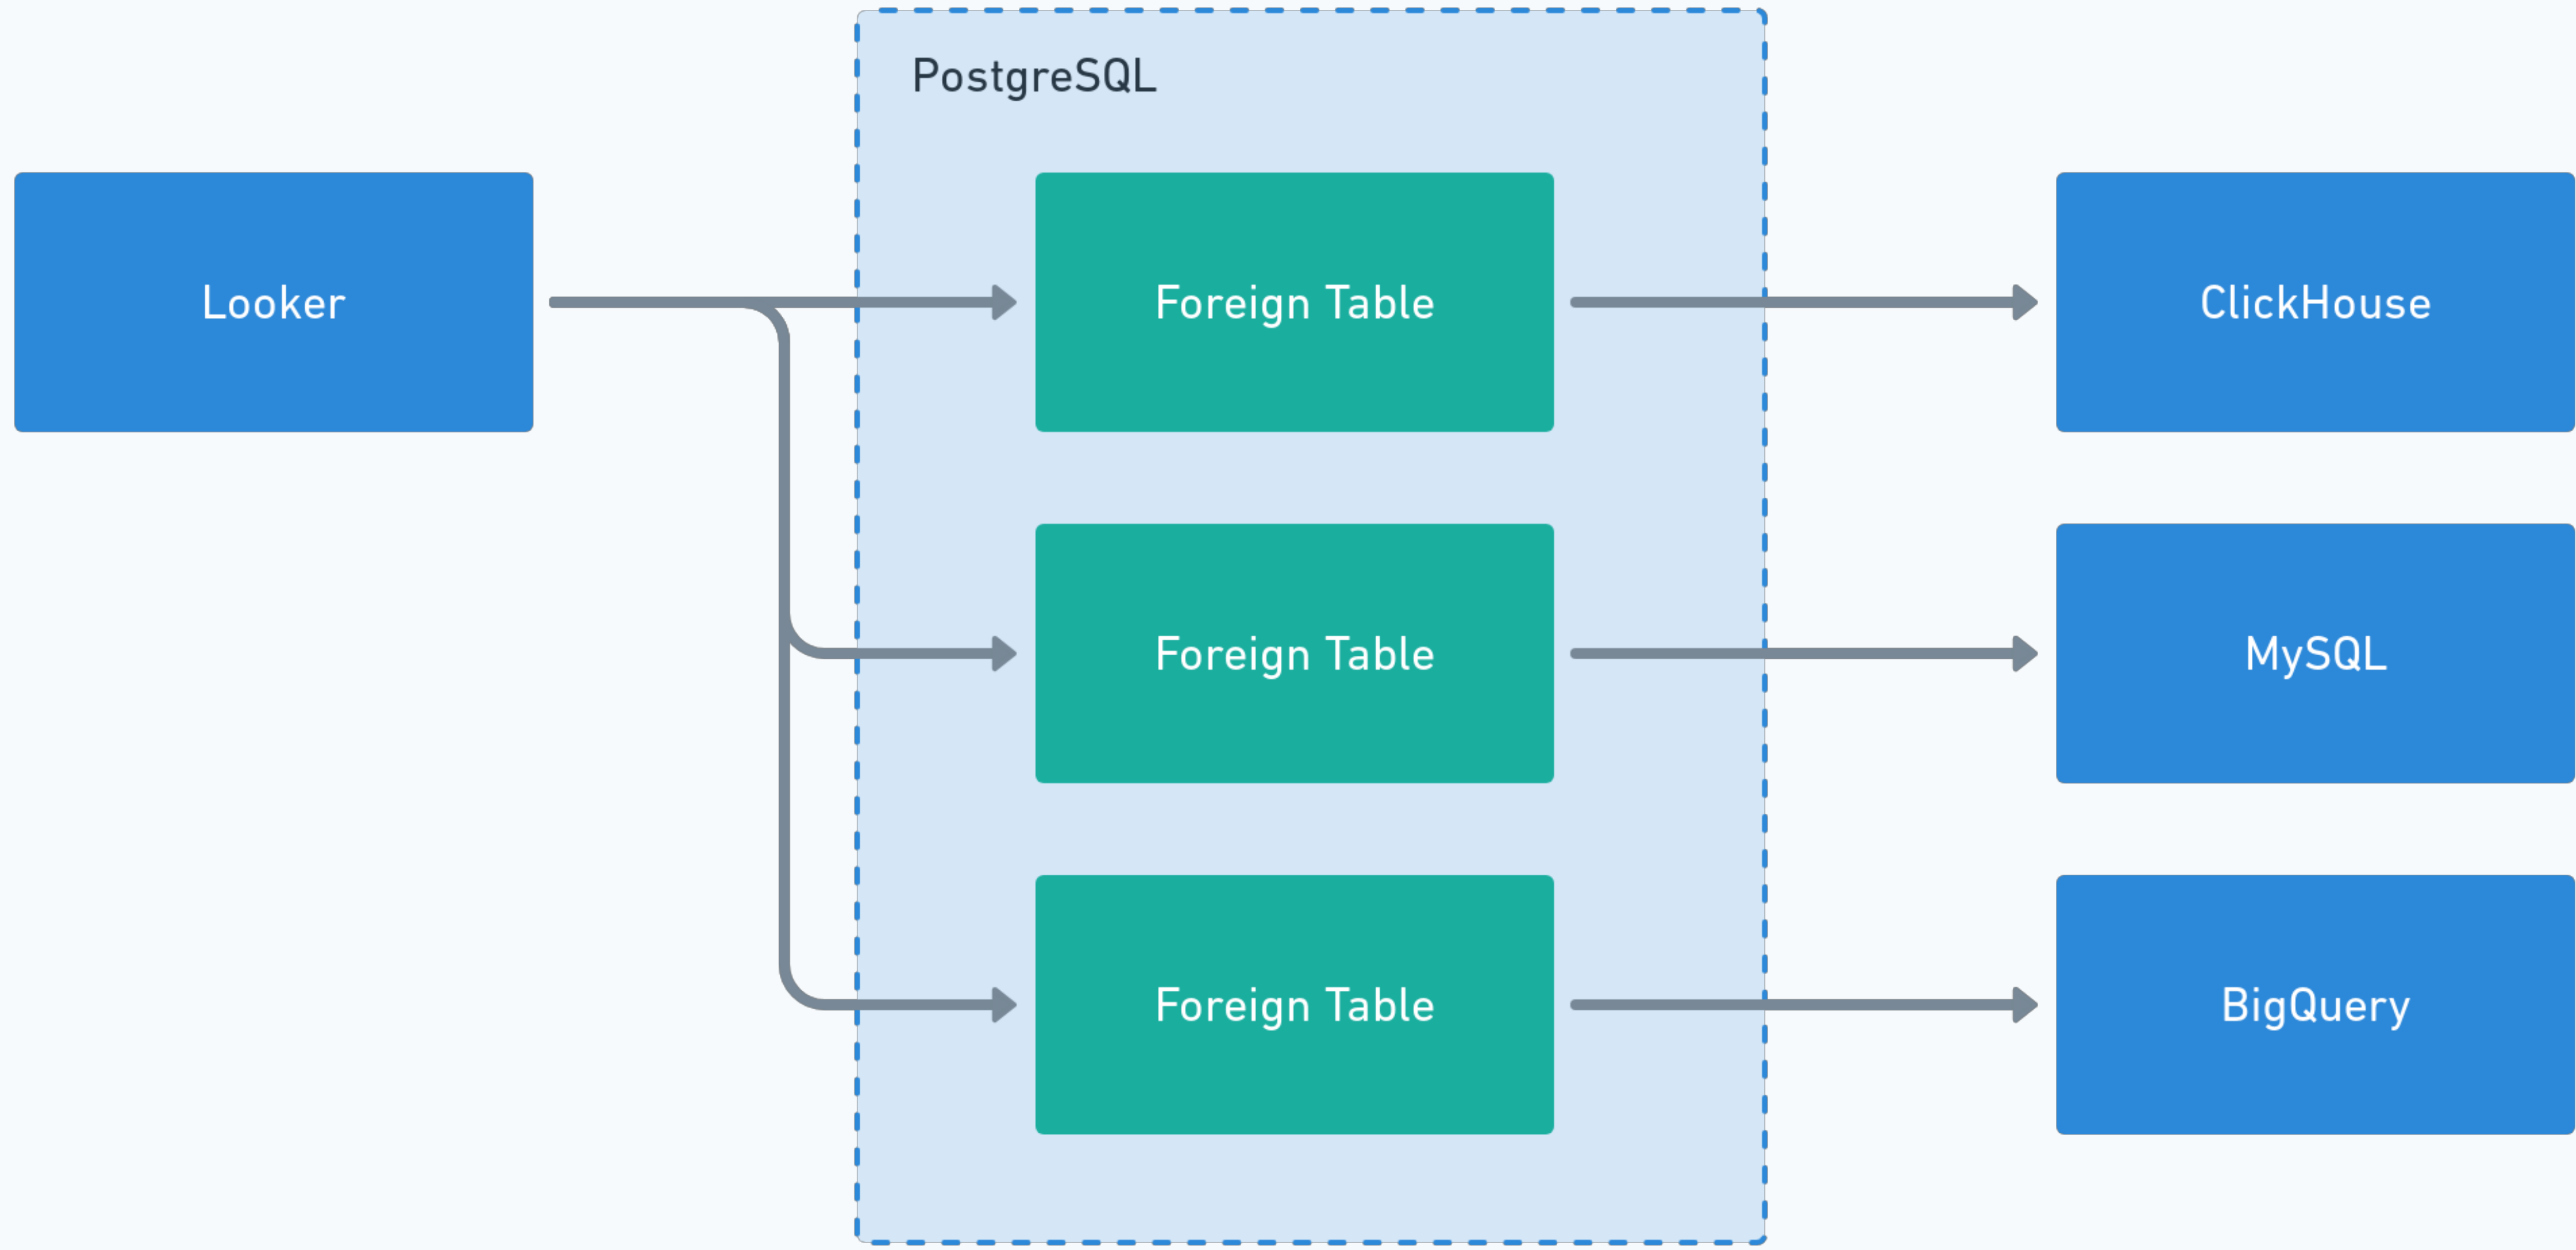 PostgreSQL
Looker
Foreign Table
ClickHouse
Foreign Table
MySQL
Foreign Table
BigQuery